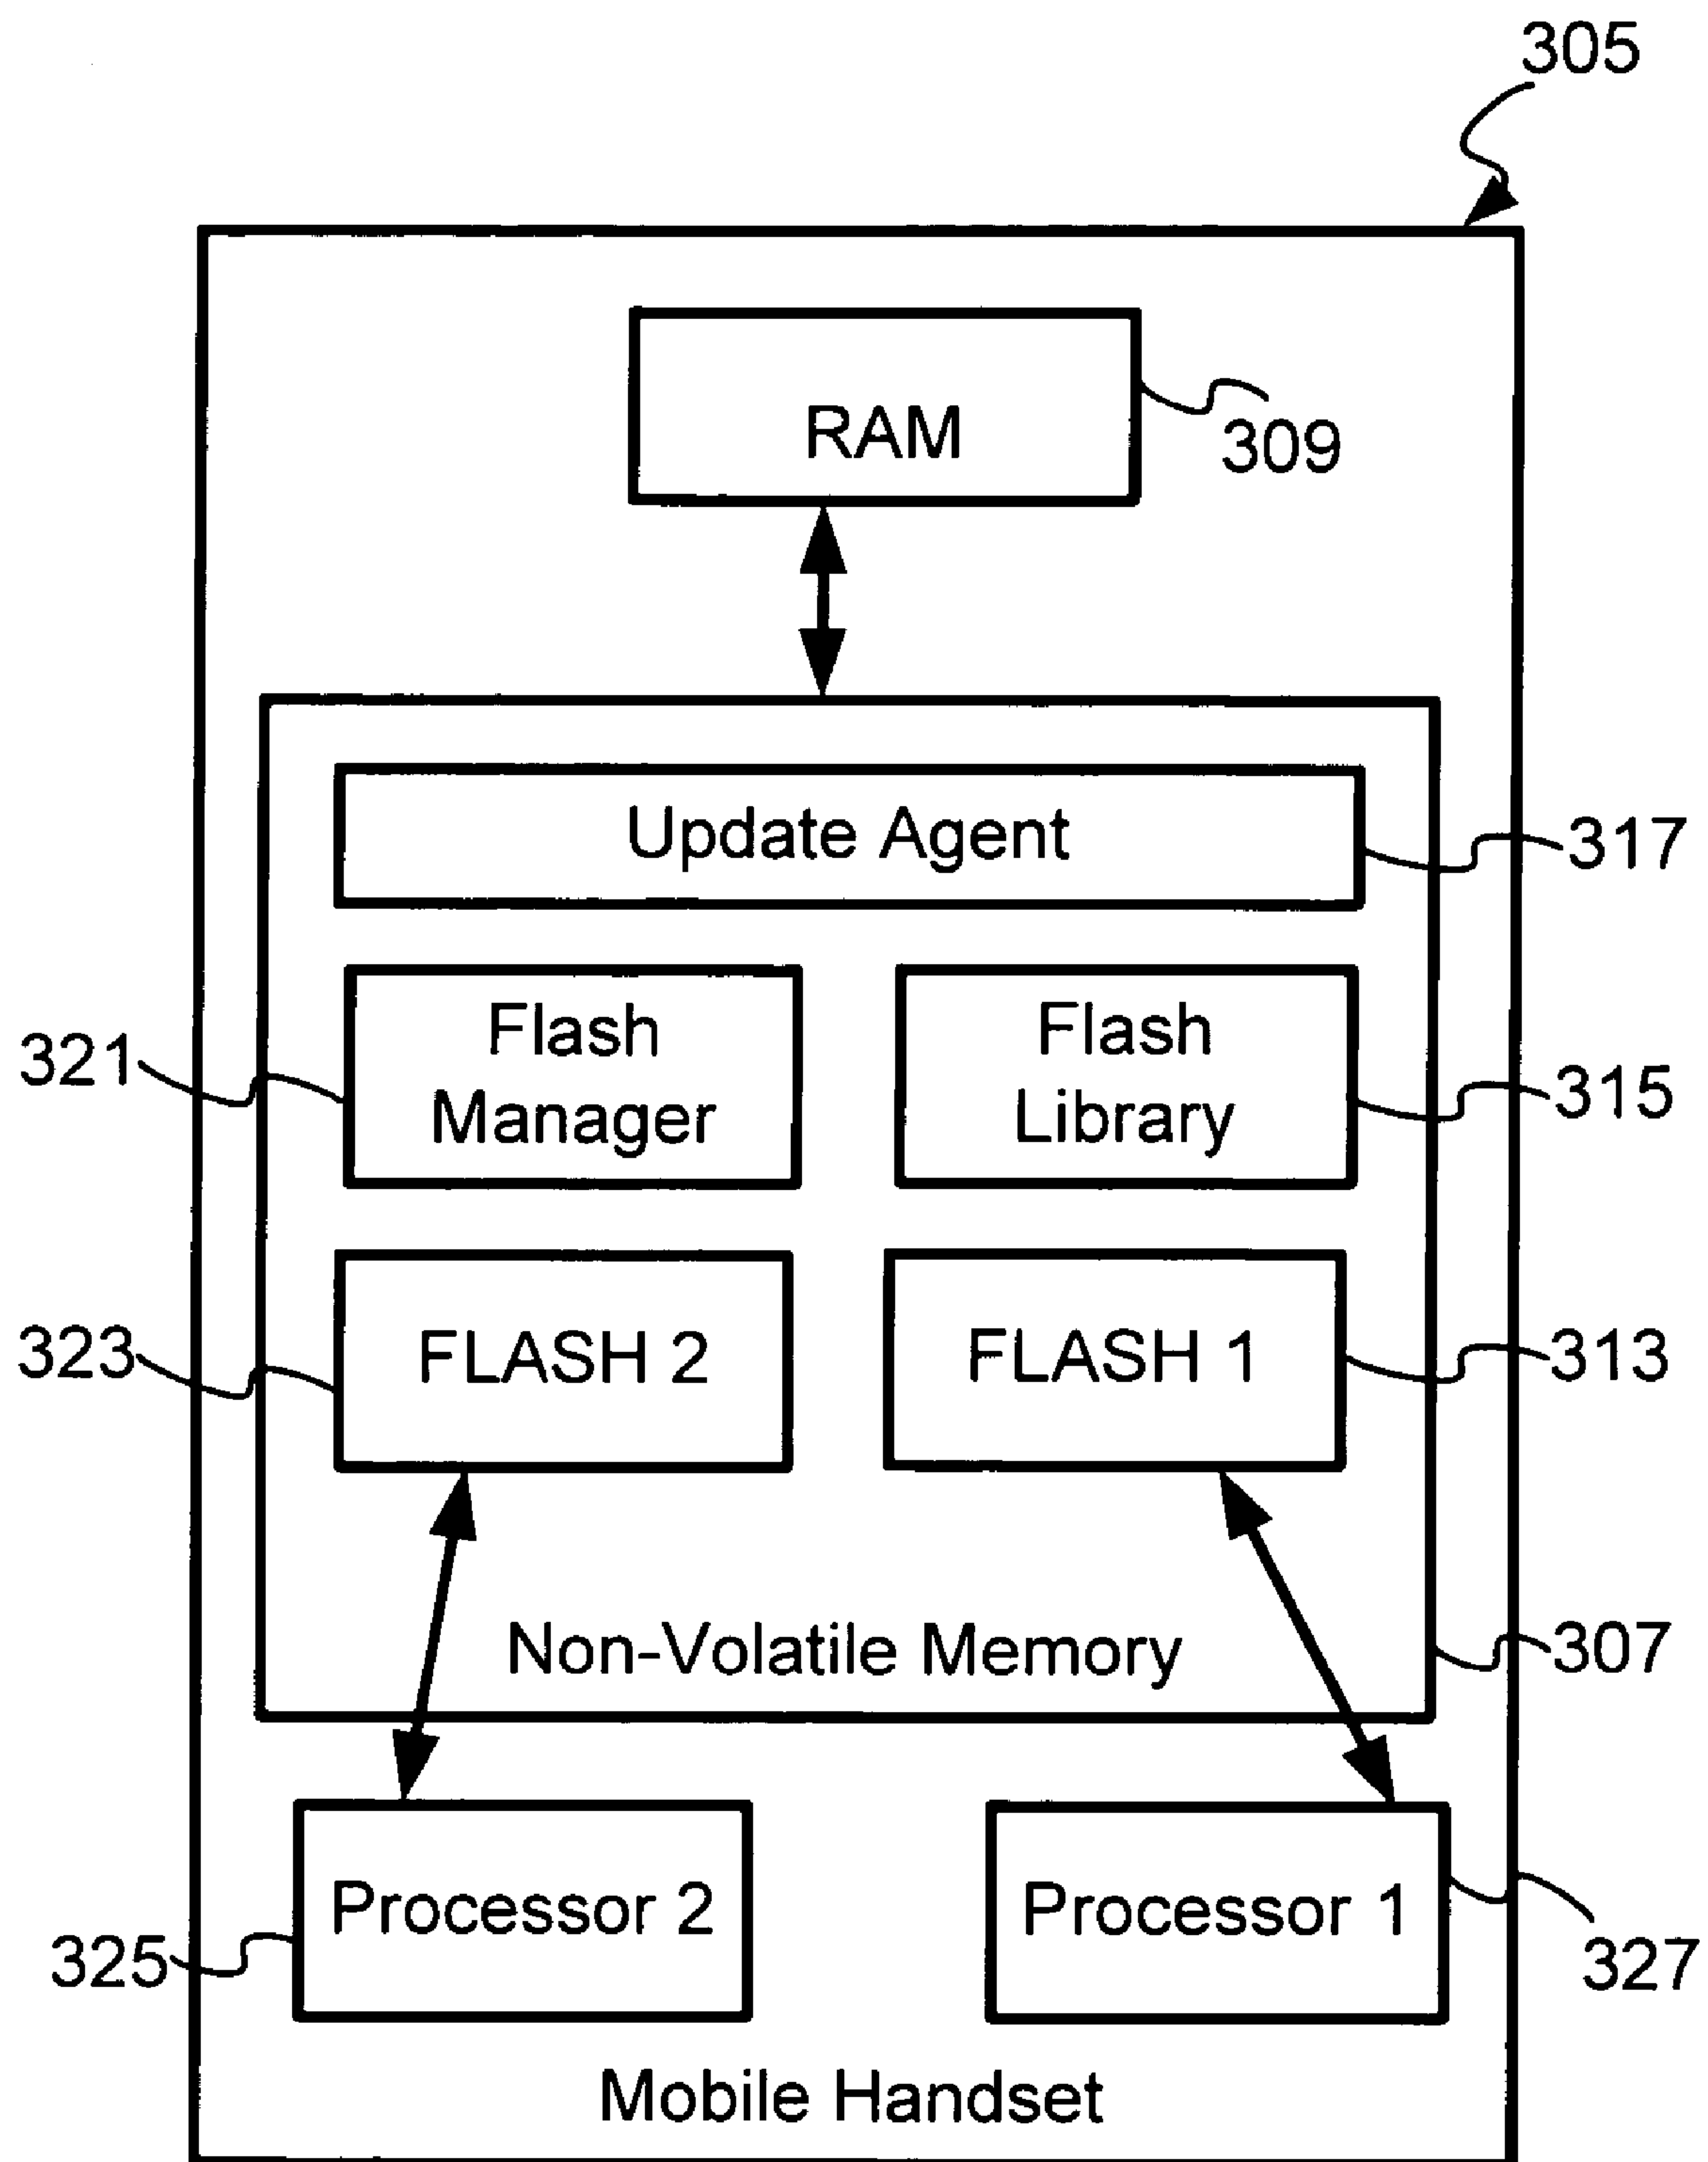 305
RAM
309
Update Agent
317
Flash
Manager
321
Flash
Library
315
FLASH 2
323
FLASH 1
313
Non-Volatile Memory
307
Processor 2
325
Processor 1
327
Mobile Handset